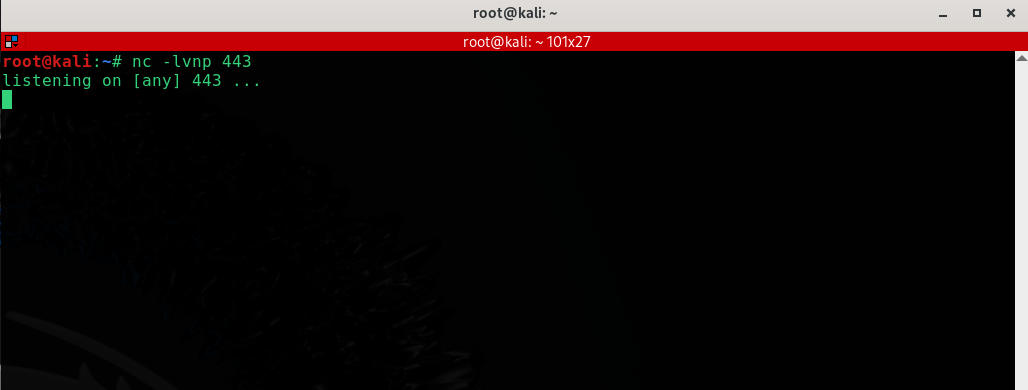 root@kali: ~
root@kali: ~ 101x27
root@kali:~# nc -lvnp 443
listening on [any] 443 ...